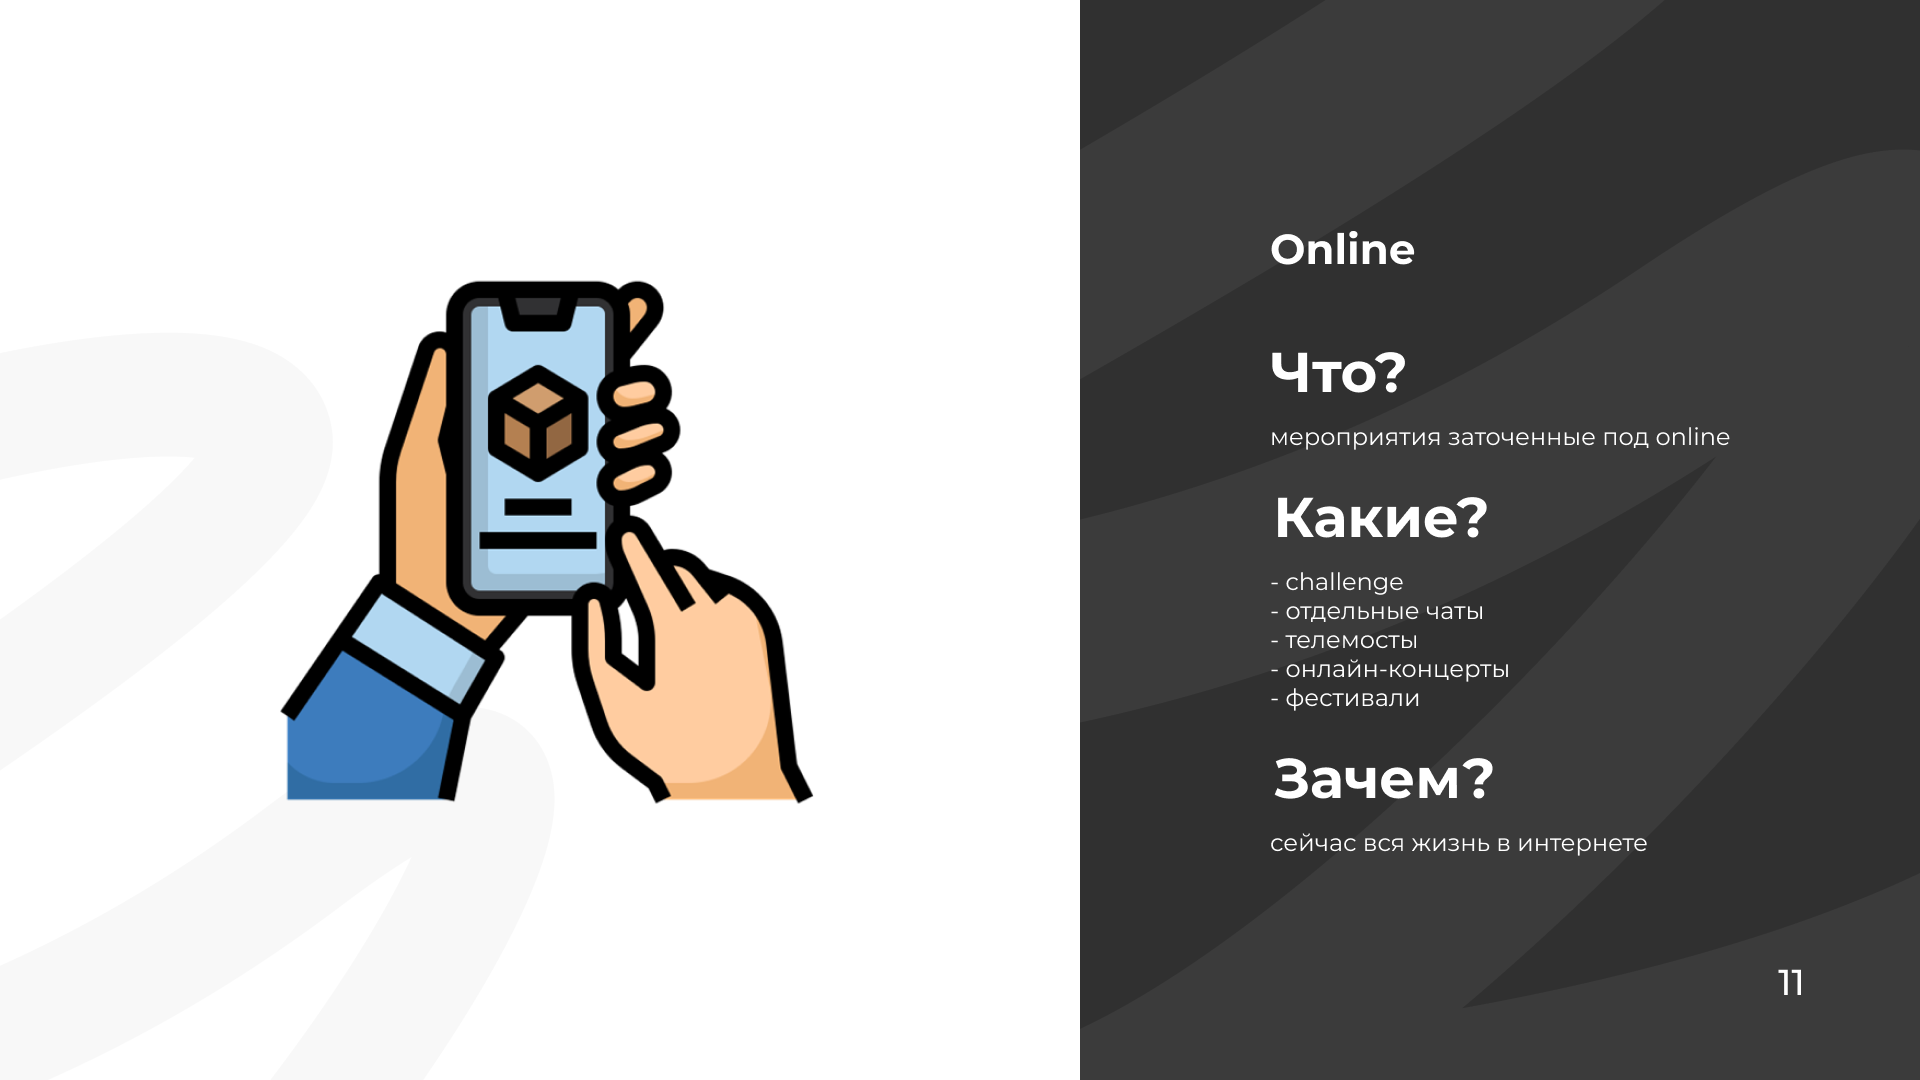 Online
Что?
мероприятия заточенные под online
Какие?
- challenge
- отдельные чаты
- телемосты
- онлайн-концерты
- фестивали
Зачем?
сейчас вся жизнь в интернете
11